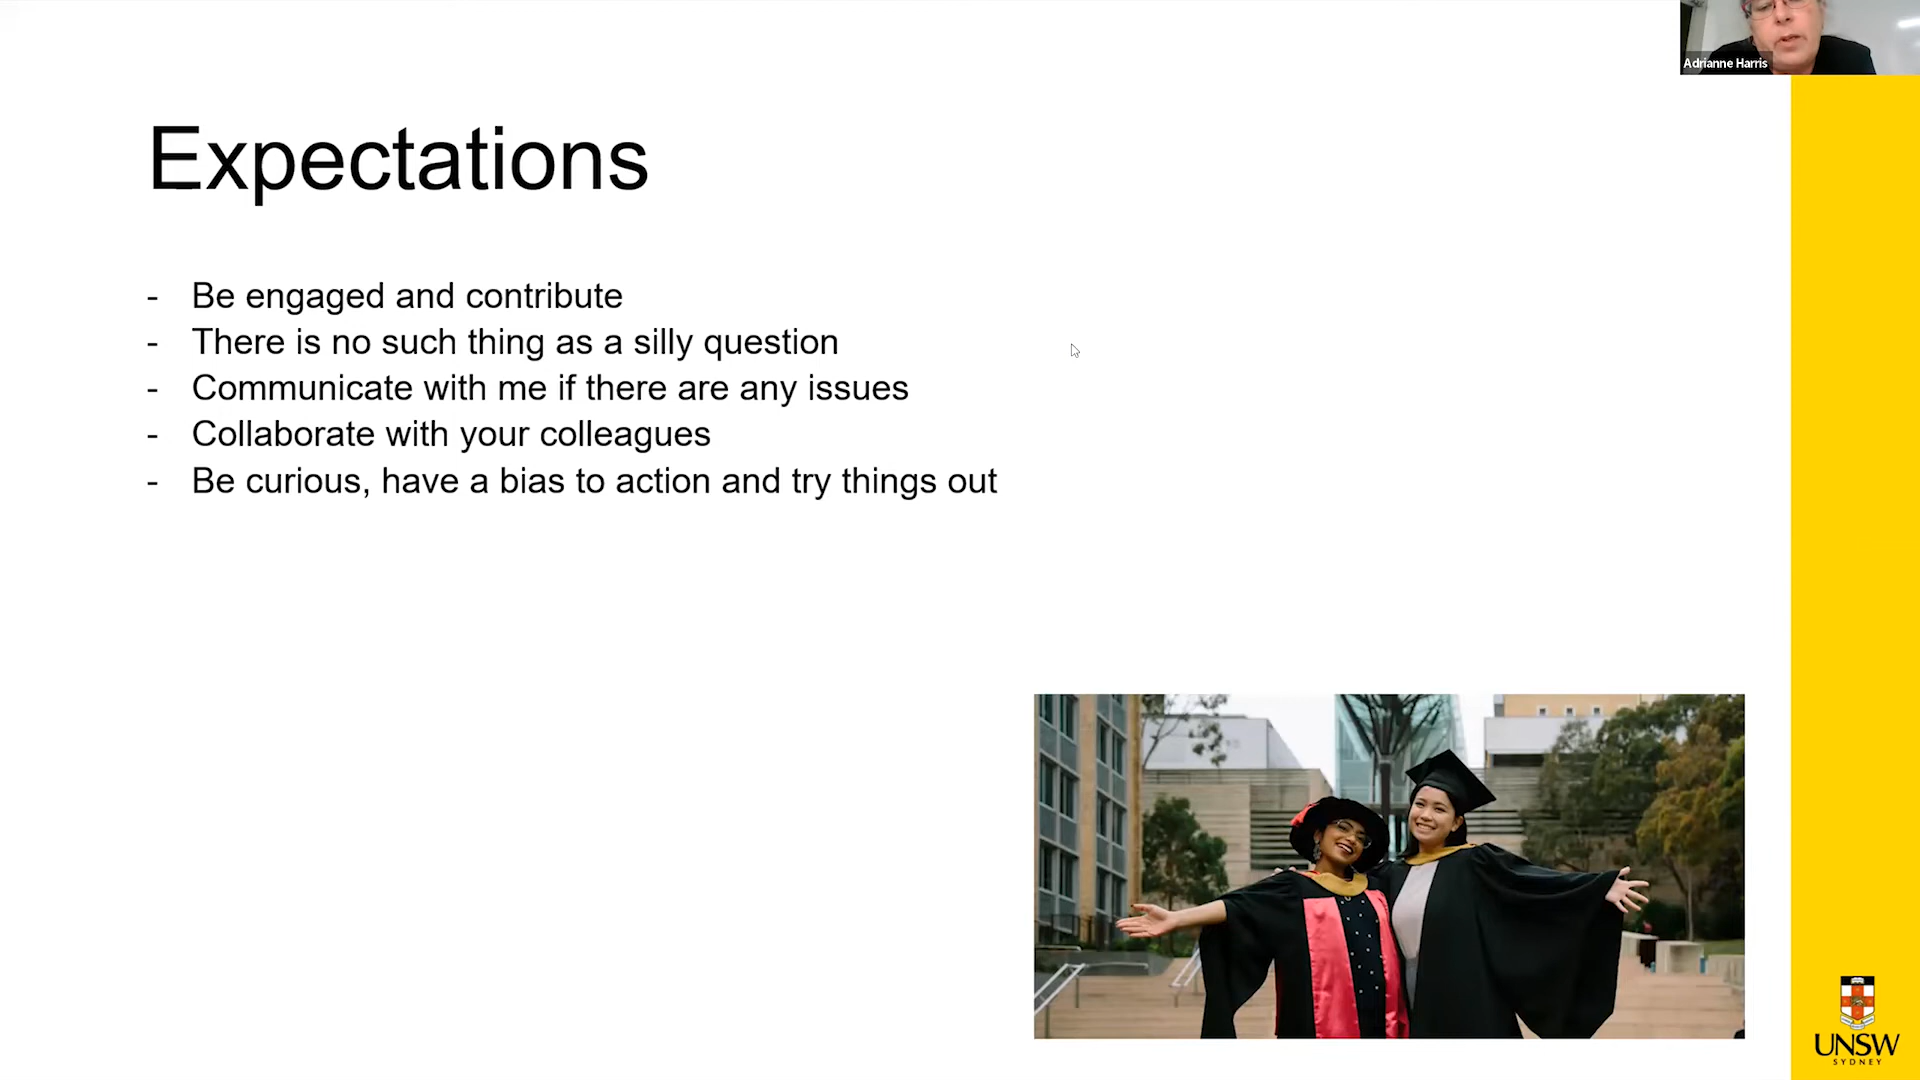 Adrianne Harris
Expectations
- Be engaged and contribute
- There is no such thing as a silly question
- Communicate with me if there are any issues
- Collaborate with your colleagues
- Be curious, have a bias to action and try things out
UNSW
SYDNEY